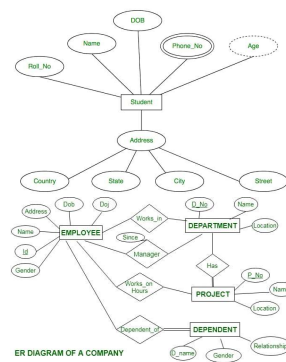 DOB
Name
Phone_No
Age
Roll_No
Student
Address
Country
State
City
Street
Address
Dob
Doj
Name
EMPLOYEE
Id
Gender
Works_in
Since
Manager
Works_on
Hours
Dependent_of
D_No
Name
DEPARTMENT
Location
Has
P_No
Name
PROJECT
Location
DEPENDENT
D_name
Gender
Relationship
ER DIAGRAM OF A COMPANY